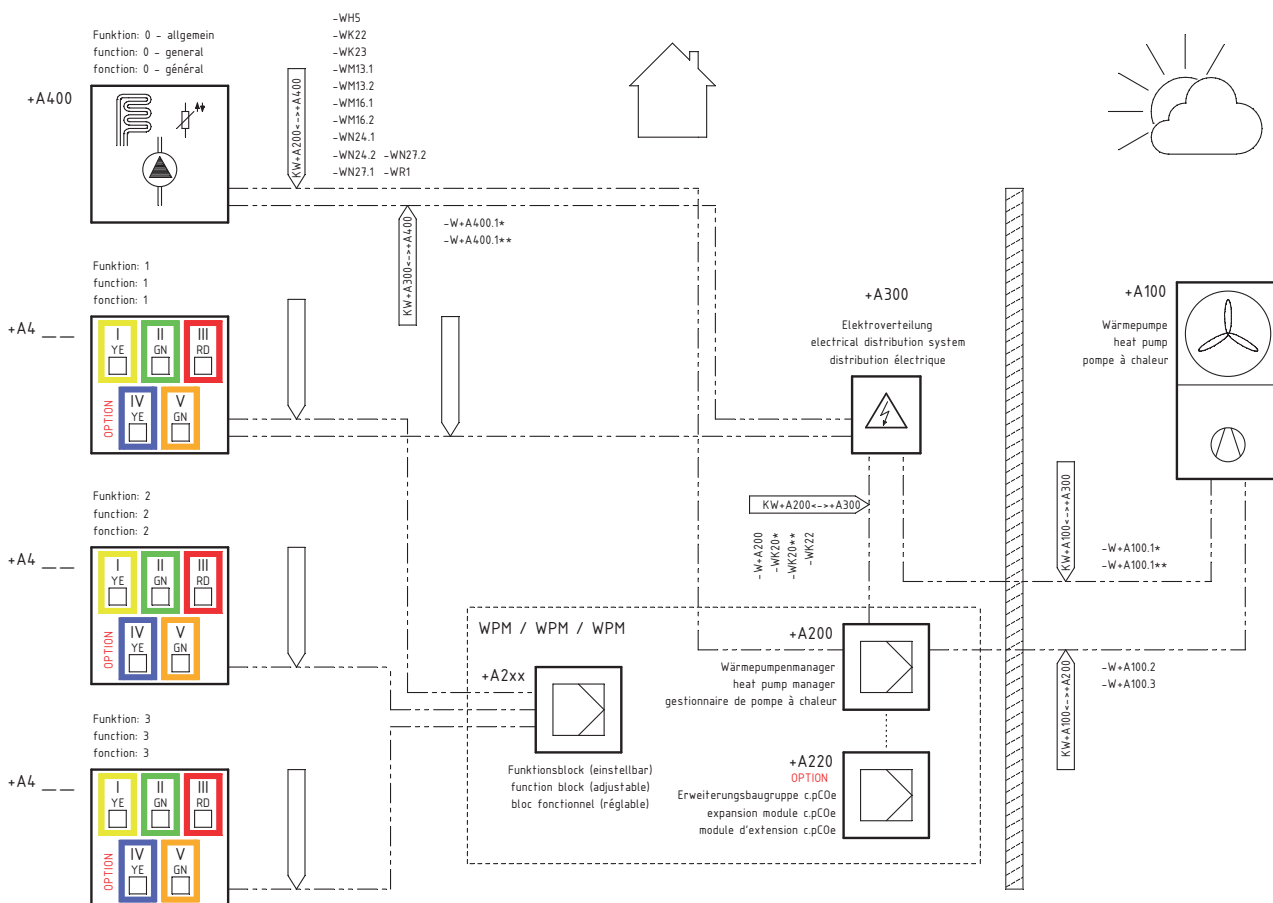 Funktion: 0 - allgemein
function: 0 - general
fonction: 0 - général
+A400
-WH5
-WK22
-WK23
-WM13.1
-WM13.2
-WM16.1
-WM16.2
-WN24.1
-WN24.2 -WN27.2
-WN27.1 -WR1
KW+A200<->+A400
KW+A300<->+A400
-W+A400.1*
-W+A400.1**
Funktion: 1
function: 1
fonction: 1
+A4 __ __
I II III
YE GN RD
IV V
YE GN
OPTION
+A300
Elektroverteilung
electrical distribution system
distribution électrique
+A100
Wärmepumpe
heat pump
pompe à chaleur
Funktion: 2
function: 2
fonction: 2
+A4 __ __
I II III
YE GN RD
IV V
YE GN
OPTION
KW+A200<->+A300
-W+A200
-WK20*
-WK20**
-WK22
KW+A100<->+A300
-W+A100.1*
-W+A100.1**
KW+A100<->+A200
-W+A100.2
-W+A100.3
WPM / WPM / WPM
+A200
Wärmepumpenmanager
heat pump manager
gestionnaire de pompe à chaleur
+A2xx
Funktionsblock (einstellbar)
function block (adjustable)
bloc fonctionnel (réglable)
+A220
OPTION
Erweiterungsbaugruppe c.pCOe
expansion module c.pCOe
module d'extension c.pCOe
Funktion: 3
function: 3
fonction: 3
+A4 __ __
I II III
YE GN RD
IV V
YE GN
OPTION